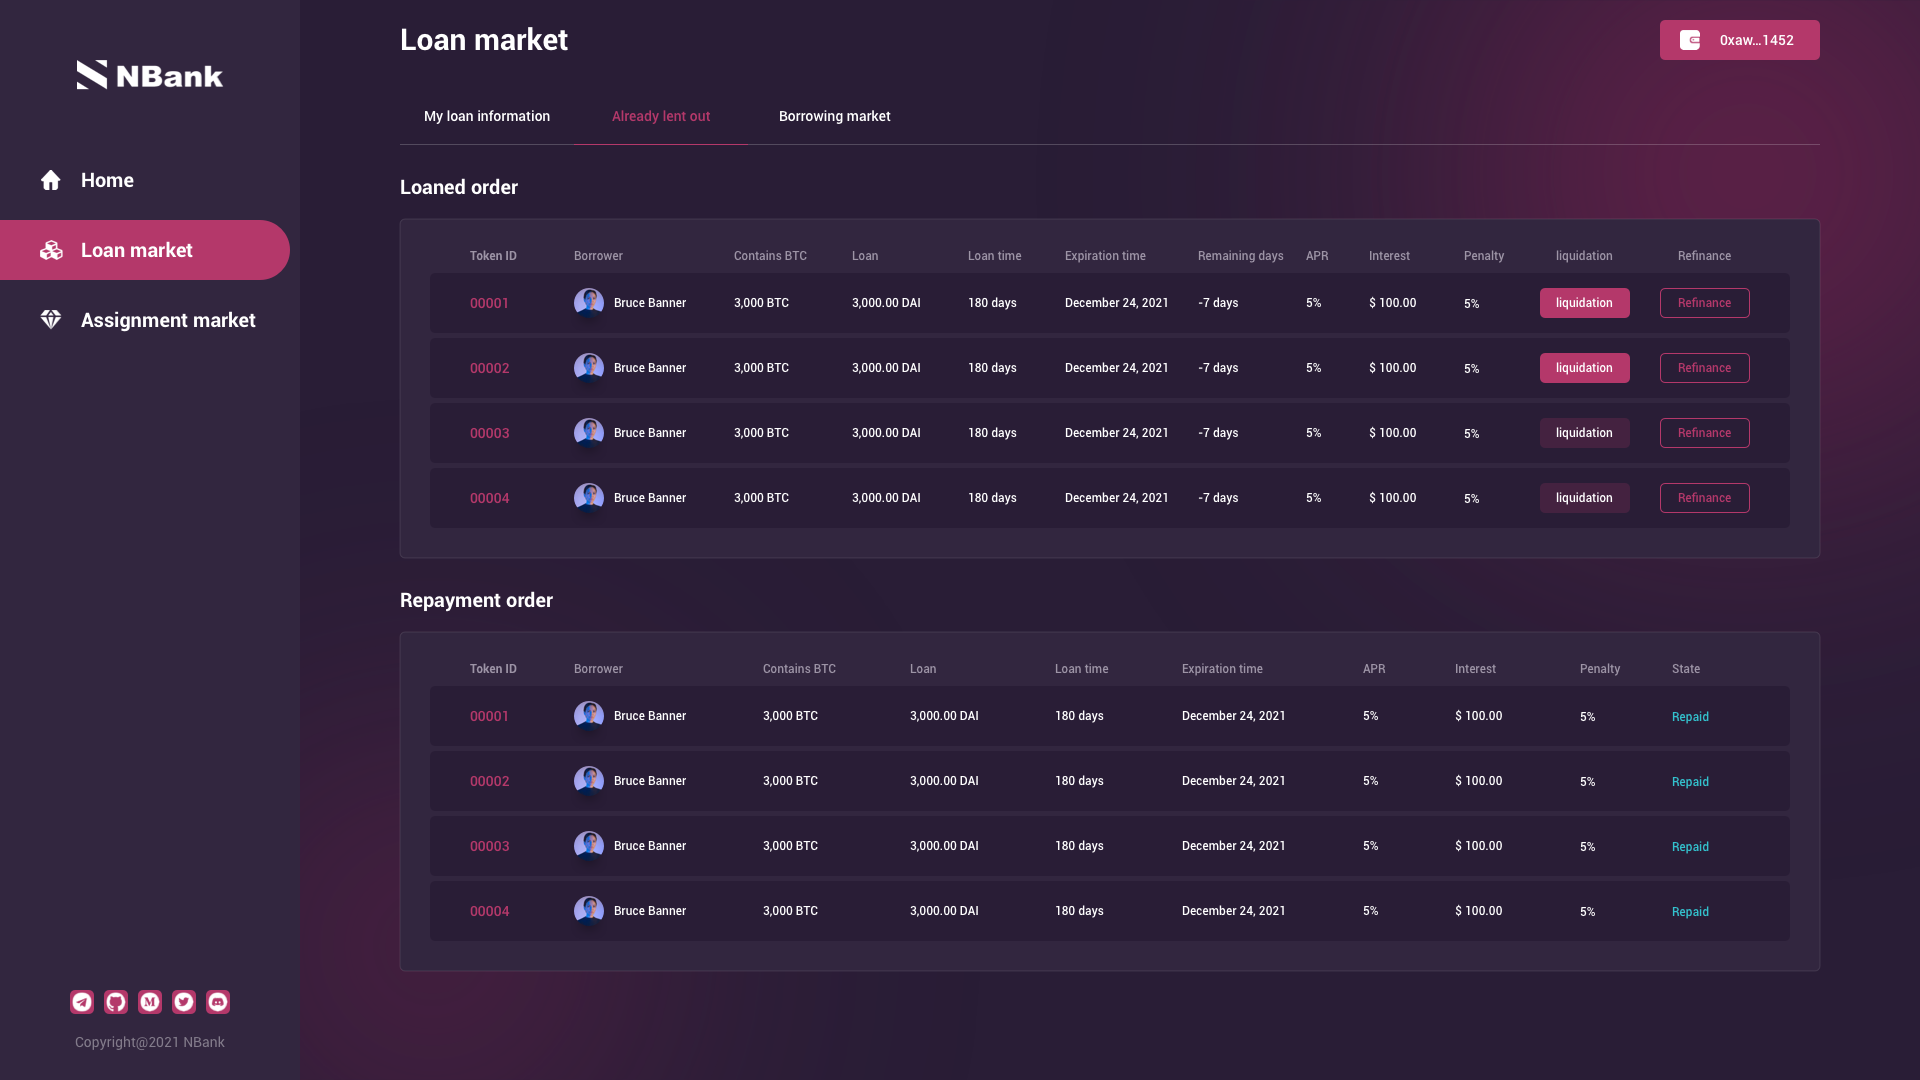 NBank
Home
Loan market
Assignment market
Copyright@2021 NBank
Loan market
0xaw...1452
My loan information Already lent out Borrowing market
Loaned order
Token ID Borrower Contains BTC Loan Loan time Expiration time Remaining days APR Interest Penalty liquidation Refinance
00001 Bruce Banner 3,000 BTC 3,000.00 DAI 180 days December 24, 2021 -7 days 5% $ 100.00 5% liquidation Refinance
00002 Bruce Banner 3,000 BTC 3,000.00 DAI 180 days December 24, 2021 -7 days 5% $ 100.00 5% liquidation Refinance
00003 Bruce Banner 3,000 BTC 3,000.00 DAI 180 days December 24, 2021 -7 days 5% $ 100.00 5% liquidation Refinance
00004 Bruce Banner 3,000 BTC 3,000.00 DAI 180 days December 24, 2021 -7 days 5% $ 100.00 5% liquidation Refinance
Repayment order
Token ID Borrower Contains BTC Loan Loan time Expiration time APR Interest Penalty State
00001 Bruce Banner 3,000 BTC 3,000.00 DAI 180 days December 24, 2021 5% $ 100.00 5% Repaid
00002 Bruce Banner 3,000 BTC 3,000.00 DAI 180 days December 24, 2021 5% $ 100.00 5% Repaid
00003 Bruce Banner 3,000 BTC 3,000.00 DAI 180 days December 24, 2021 5% $ 100.00 5% Repaid
00004 Bruce Banner 3,000 BTC 3,000.00 DAI 180 days December 24, 2021 5% $ 100.00 5% Repaid